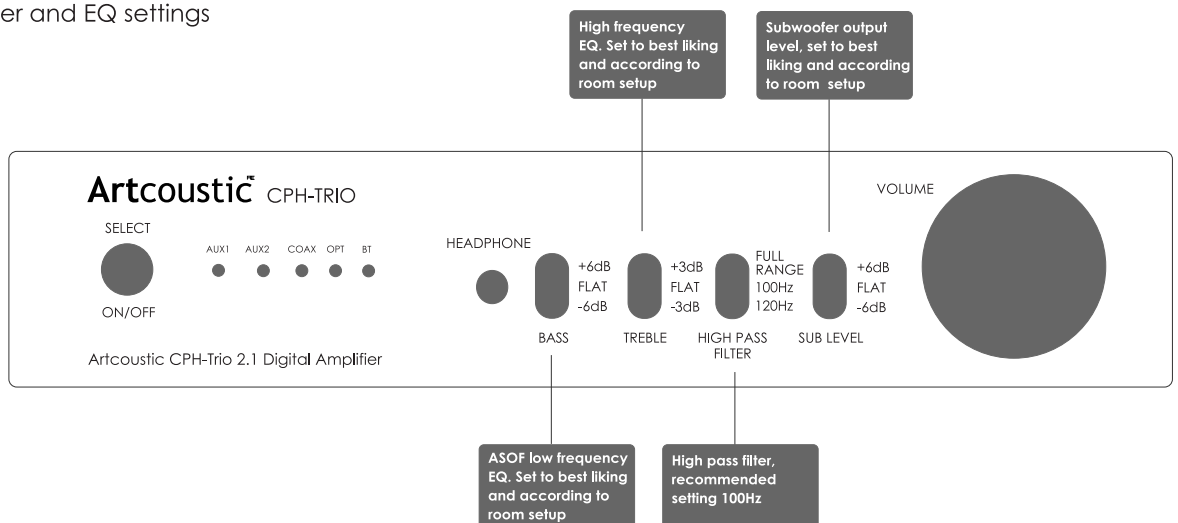 er and EQ settings
High frequency
EQ. Set to best liking
and according to
room setup
Subwoofer output
level, set to best
liking and according
to room setup
Artcoustic CPH-TRIO
VOLUME
SELECT
AUX1 AUX2 COAX OPT BT
ON/OFF
HEADPHONE
+6dB
FLAT
-6dB
BASS
+3dB
FLAT
-3dB
TREBLE
FULL
RANGE
100Hz
120Hz
HIGH PASS
FILTER
+6dB
FLAT
-6dB
SUB LEVEL
Artcoustic CPH-Trio 2.1 Digital Amplifier
ASOF low frequency
EQ. Set to best liking
and according to
room setup
High pass filter,
recommended
setting 100Hz